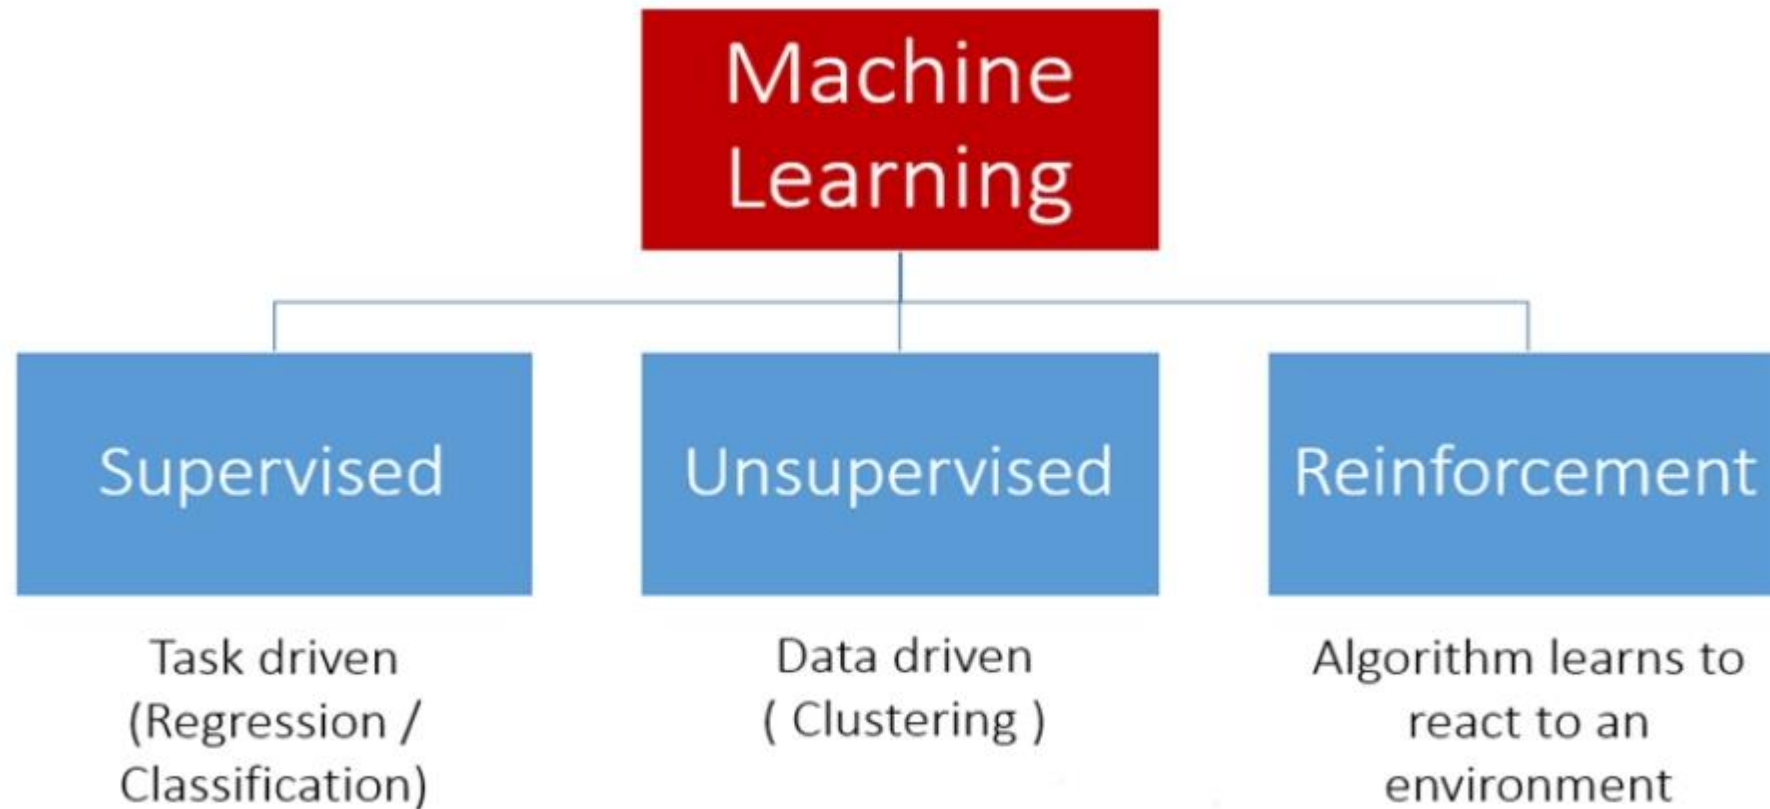 Machine
Learning
Supervised
Unsupervised
Reinforcement
Task driven
(Regression /
Classification)
Data driven
( Clustering )
Algorithm learns to
react to an
environment